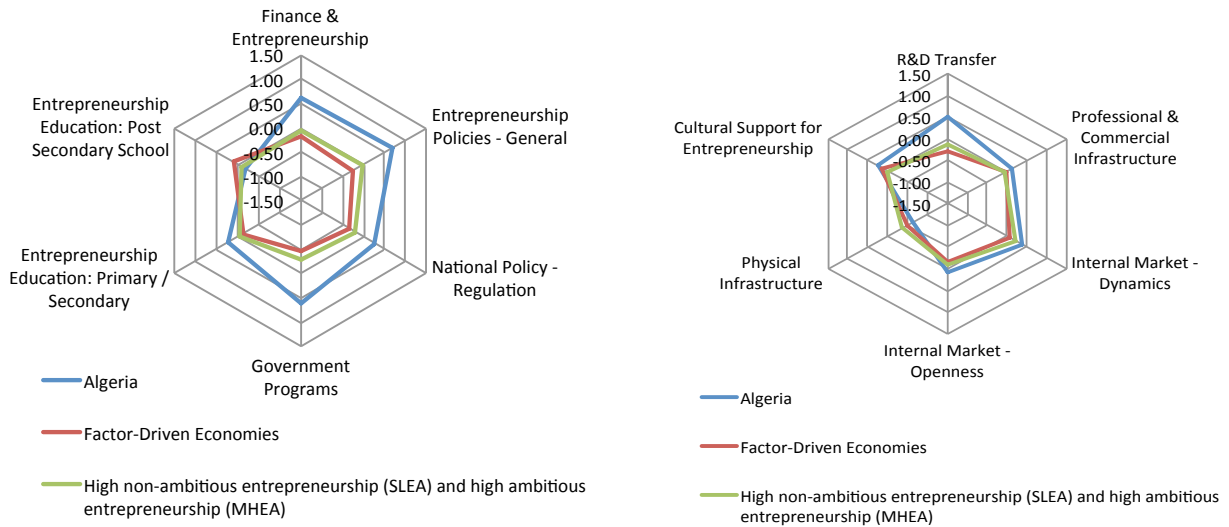 Finance &
Entrepreneurship
1.50
1.00
0.50
0.00
-0.50
-1.00
-1.50
Entrepreneurship
Policies - General
National Policy -
Regulation
Government
Programs
Entrepreneurship
Education: Primary /
Secondary
Entrepreneurship
Education: Post
Secondary School
Algeria
Factor-Driven Economies
High non-ambitious entrepreneurship (SLEA) and high ambitious
entrepreneurship (MHEA)
R&D Transfer
1.50
1.00
0.50
0.00
-0.50
-1.00
-1.50
Professional &
Commercial
Infrastructure
Internal Market -
Dynamics
Internal Market -
Openness
Physical
Infrastructure
Cultural Support for
Entrepreneurship
Algeria
Factor-Driven Economies
High non-ambitious entrepreneurship (SLEA) and high ambitious
entrepreneurship (MHEA)